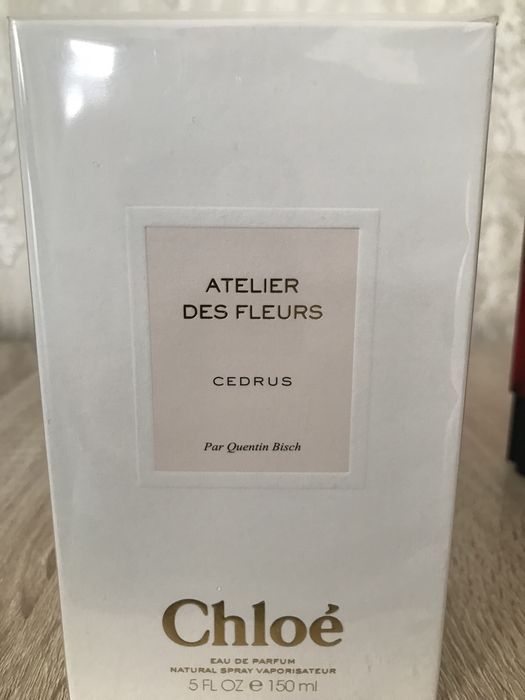 ATELIER
DES FLEURS
CEDRUS
Par Quentin Bisch
Chloé
EAU DE PARFUM
NATURAL SPRAY VAPORISATEUR
5 FL OZ ℮ 150 ml